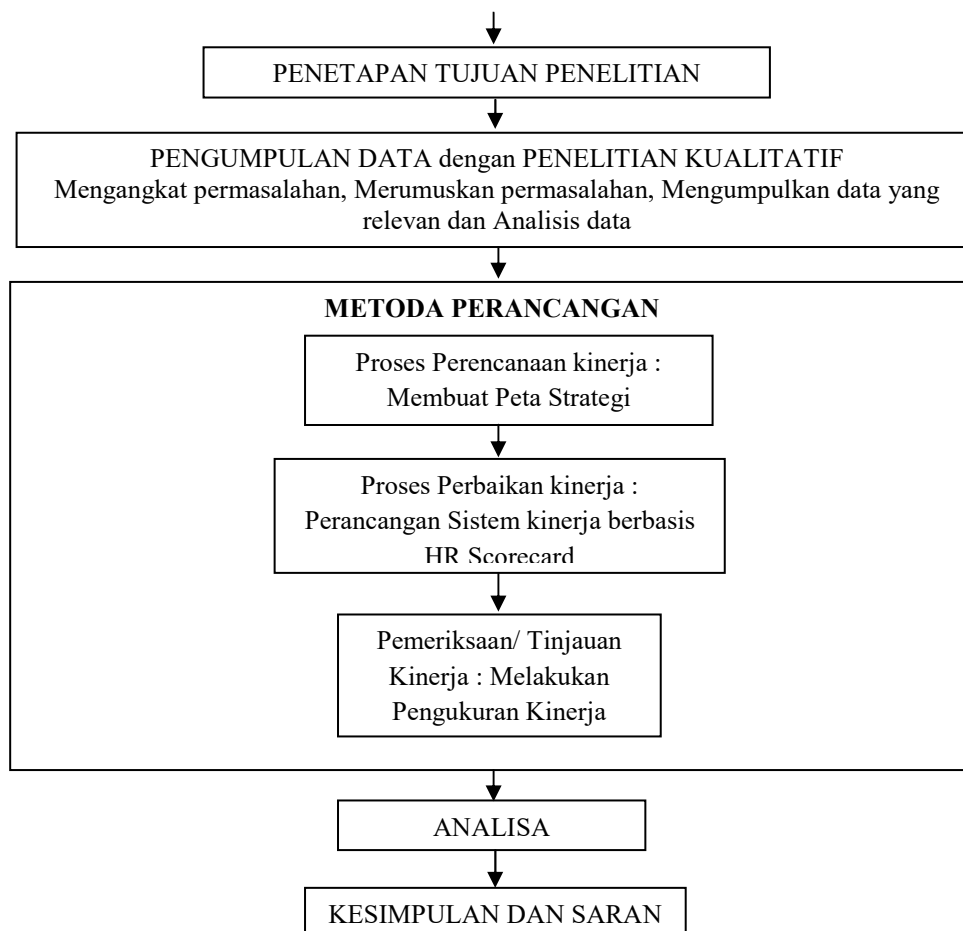 PENETAPAN TUJUAN PENELITIAN
PENGUMPULAN DATA dengan PENELITIAN KUALITATIF
Mengangkat permasalahan, Merumuskan permasalahan, Mengumpulkan data yang
relevan dan Analisis data
METODA PERANCANGAN
Proses Perencanaan kinerja :
Membuat Peta Strategi
Proses Perbaikan kinerja :
Perancangan Sistem kinerja berbasis
HR Scorecard
Pemeriksaan/ Tinjauan
Kinerja : Melakukan
Pengukuran Kinerja
ANALISA
KESIMPULAN DAN SARAN